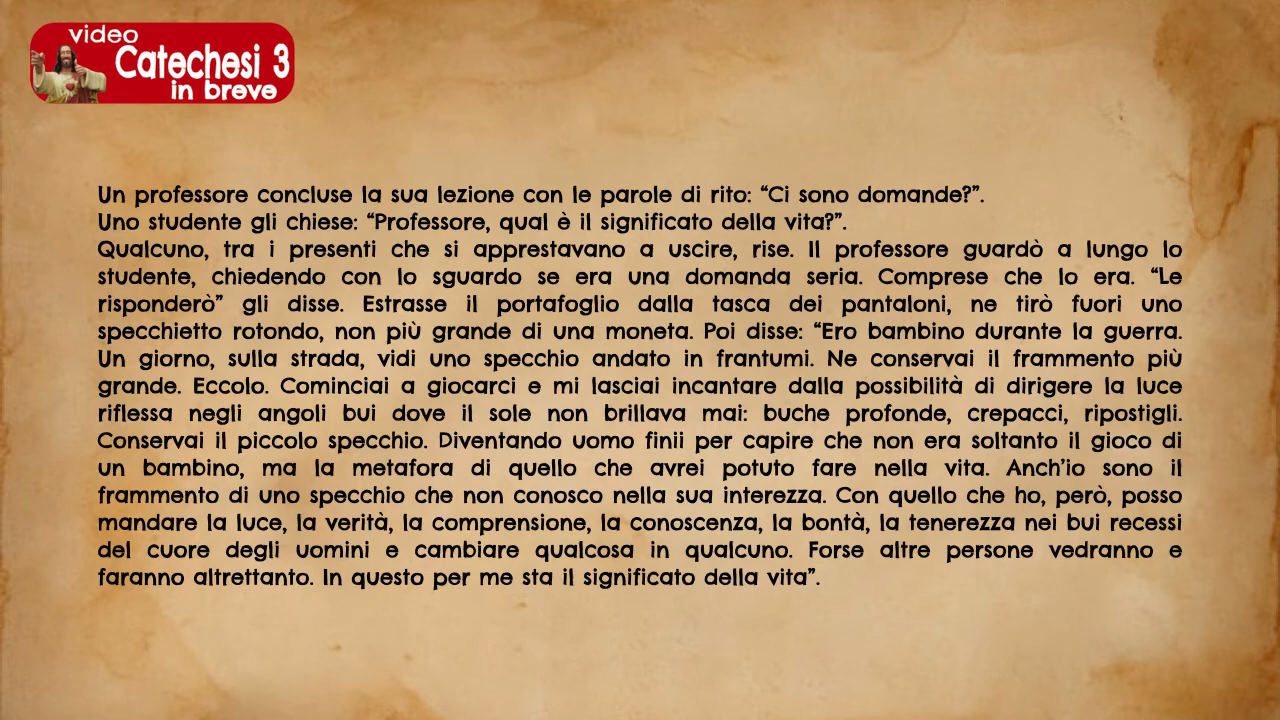 video
Catechesi 3
in breve
Un professore concluse la sua lezione con le parole di rito: “Ci sono domande?”.
Uno studente gli chiese: “Professore, qual è il significato della vita?”.
Qualcuno, tra i presenti che si apprestavano a uscire, rise. Il professore guardò a lungo lo
studente, chiedendo con lo sguardo se era una domanda seria. Comprese che lo era. “Le
risponderò” gli disse. Estrasse il portafoglio dalla tasca dei pantaloni, ne tirò fuori uno
specchietto rotondo, non più grande di una moneta. Poi disse: “Ero bambino durante la guerra.
Un giorno, sulla strada, vidi uno specchio andato in frantumi. Ne conservai il frammento più
grande. Eccolo. Cominciai a giocarci e mi lasciai incantare dalla possibilità di dirigere la luce
riflessa negli angoli bui dove il sole non brillava mai: buche profonde, crepacci, ripostigli.
Conservai il piccolo specchio. Diventando uomo finii per capire che non era soltanto il gioco di
un bambino, ma la metafora di quello che avrei potuto fare nella vita. Anch’io sono il
frammento di uno specchio che non conosco nella sua interezza. Con quello che ho, però, posso
mandare la luce, la verità, la comprensione, la conoscenza, la bontà, la tenerezza nei bui recessi
del cuore degli uomini e cambiare qualcosa in qualcuno. Forse altre persone vedranno e
faranno altrettanto. In questo per me sta il significato della vita”.